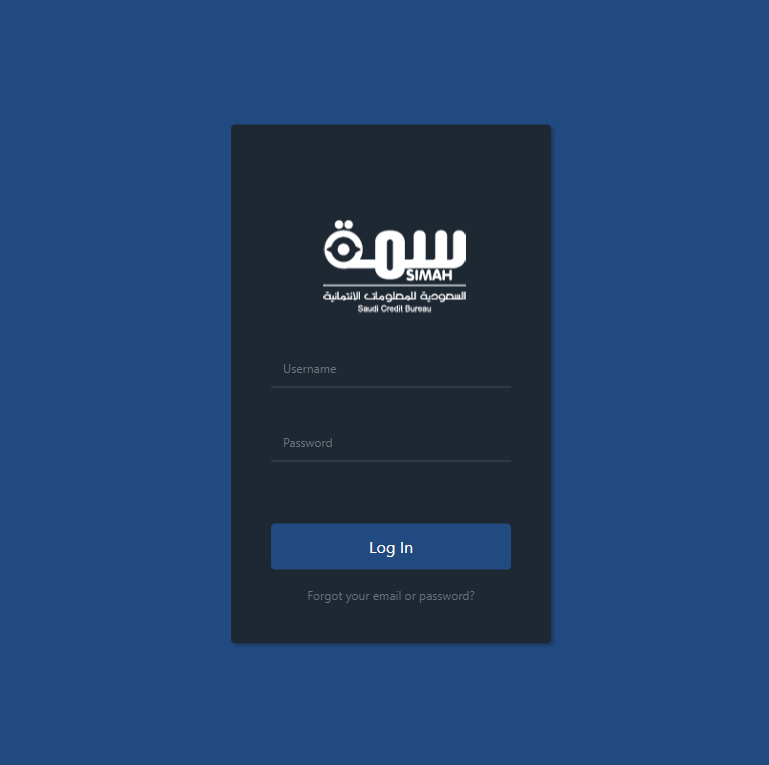 سمة
SIMAH
السعودية للمعلومات الائتمانية
Saudi Credit Bureau
Username
Password
Log In
Forgot your email or password?